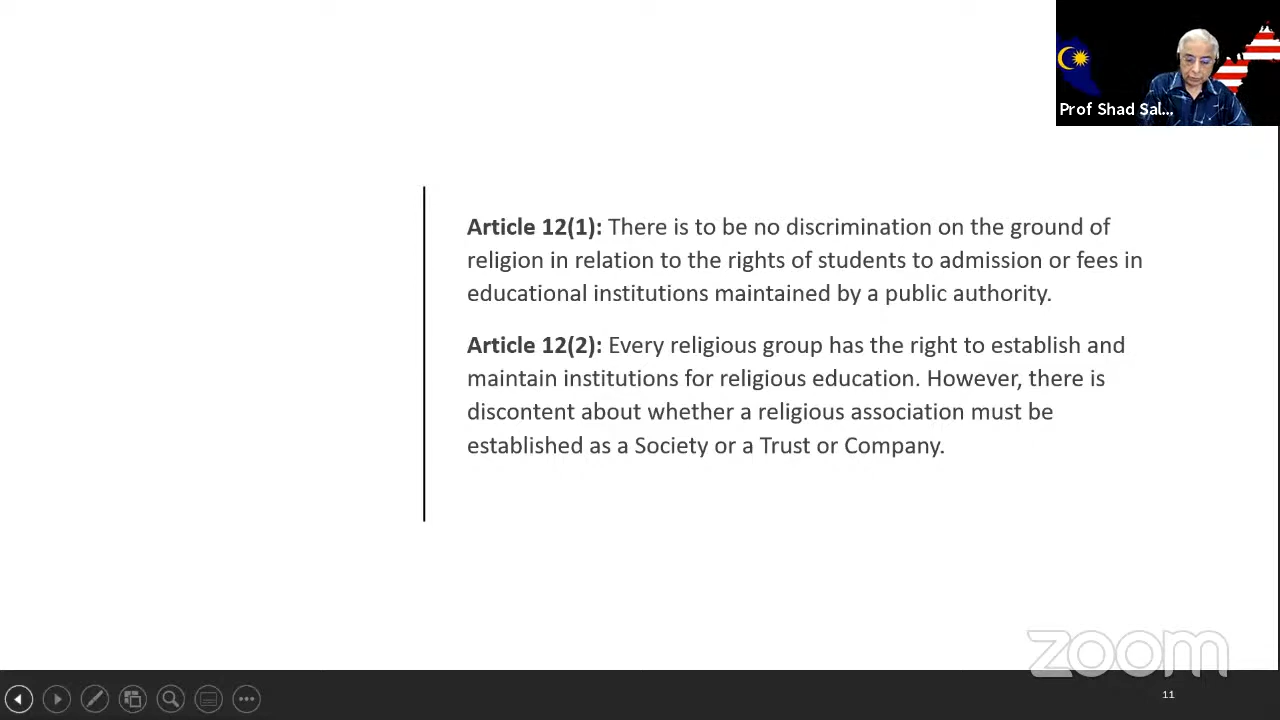 Prof Shad Sal...
Article 12(1): There is to be no discrimination on the ground of
religion in relation to the rights of students to admission or fees in
educational institutions maintained by a public authority.
Article 12(2): Every religious group has the right to establish and
maintain institutions for religious education. However, there is
discontent about whether a religious association must be
established as a Society or a Trust or Company.
zoom
11